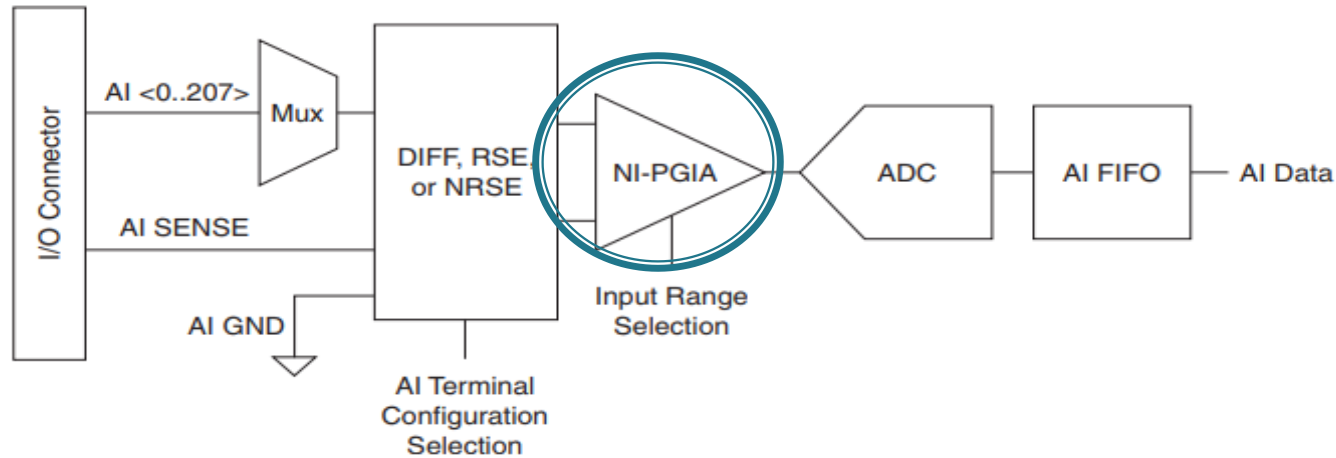 I/O Connector
AI <0..207>
Mux
AI SENSE
AI GND
DIFF, RSE,
or NRSE
AI Terminal
Configuration
Selection
NI-PGIA
Input Range
Selection
ADC
AI FIFO
AI Data